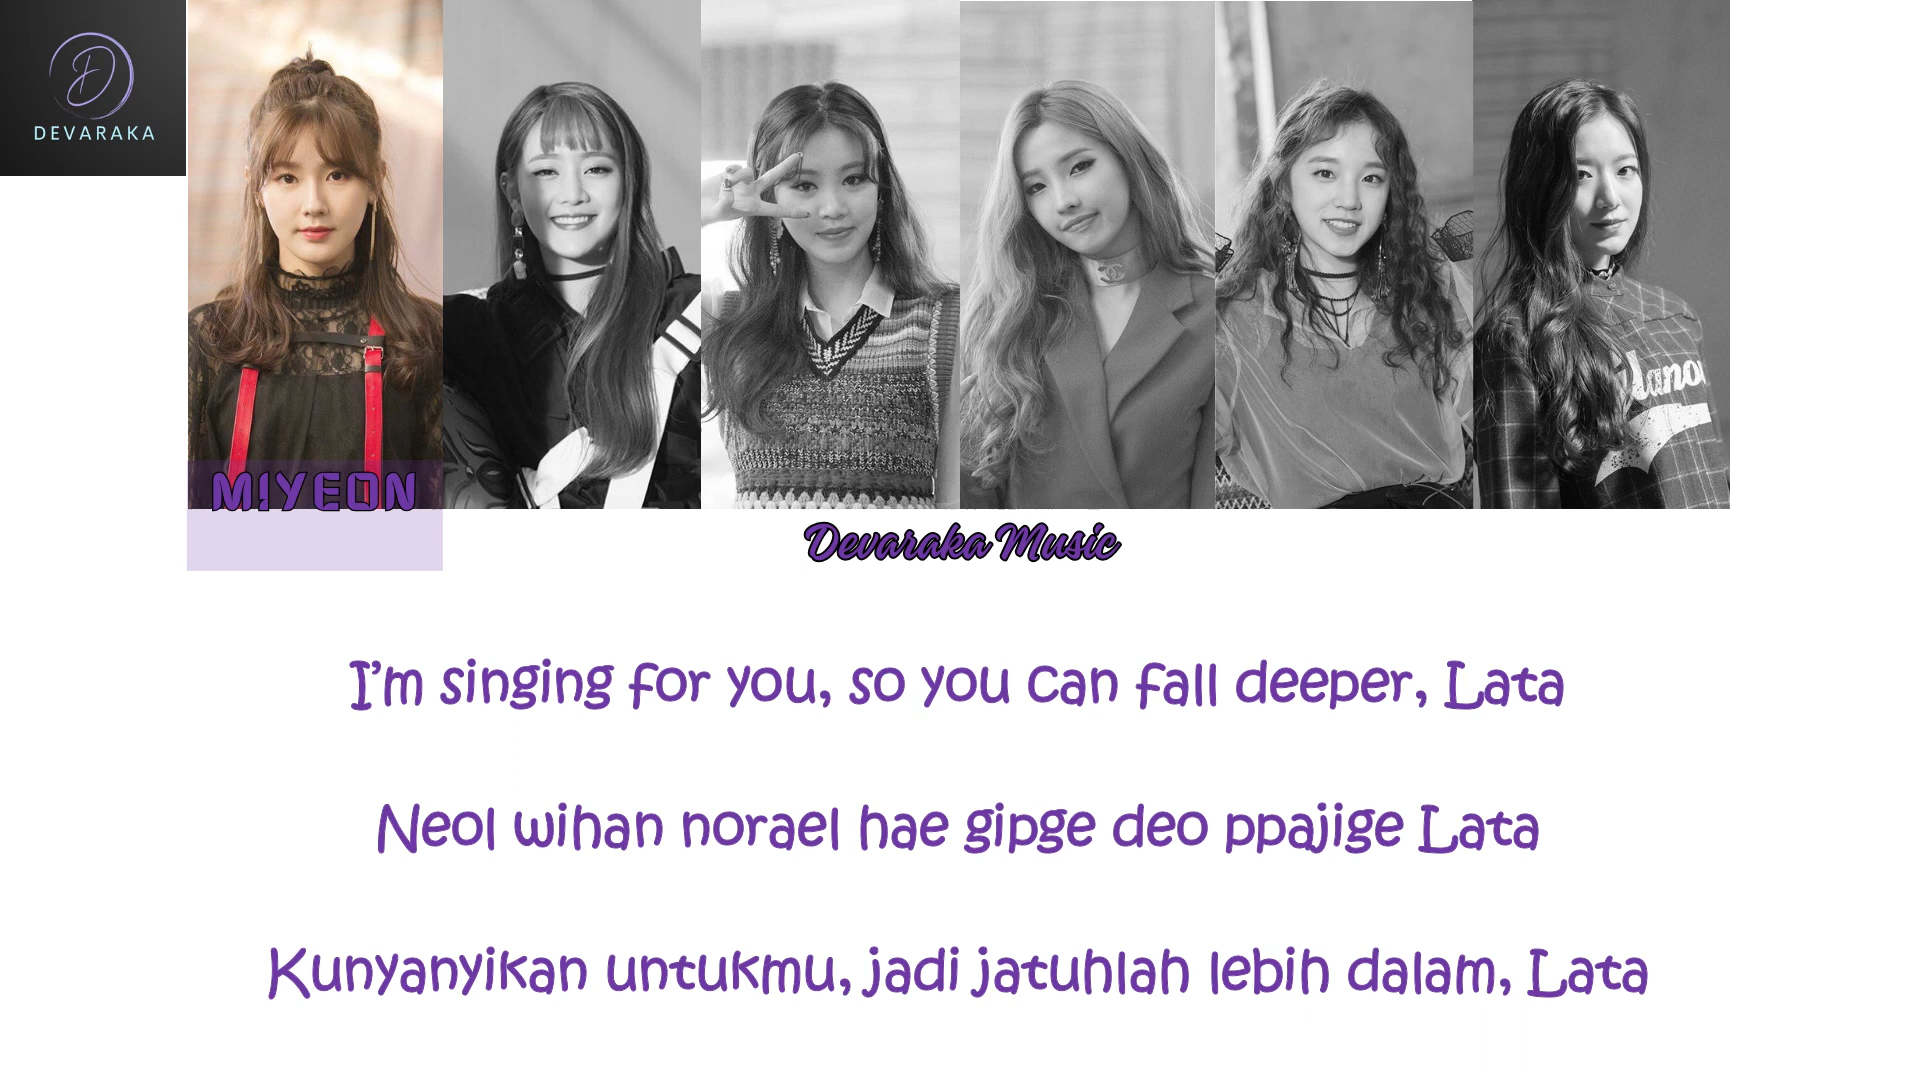 D
DEVARAKA
lano
MIYEON
Devaraka Music
I'm singing for you, so you can fall deeper, Lata
Neol wihan norael hae gipge deo ppajige Lata
Kunyanyikan untukmu, jadi jatuhlah lebih dalam, Lata